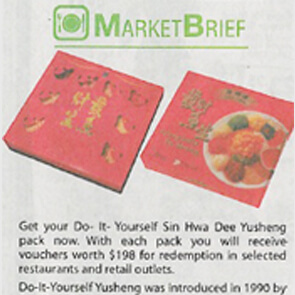 MARKETBRIEF
Get your Do- It- Yourself Sin Hwa Dee Yusheng
pack now. With each pack you will receive
vouchers worth $198 for redemption in selected
restaurants and retail outlets.
Do-It-Yourself Yusheng was introduced in 1990 by